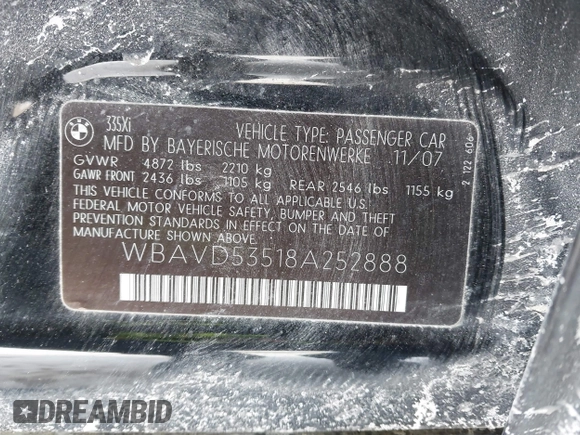 BMW
335Xi
VEHICLE TYPE: PASSENGER CAR
MFD BY BAYERISCHE MOTORENWERKE 11/07
GVWR 4872 lbs 2210 kg
GAWR FRONT 2436 lbs 1105 kg REAR 2546 lbs 1155 kg
THIS VEHICLE CONFORMS TO ALL APPLICABLE U.S.
FEDERAL MOTOR VEHICLE SAFETY, BUMPER AND THEFT
PREVENTION STANDARDS IN EFFECT ON THE DATE OF
MANUFACTURE SHOWN ABOVE.
WBAVD53518A252888
2 122 606
DREAMBID